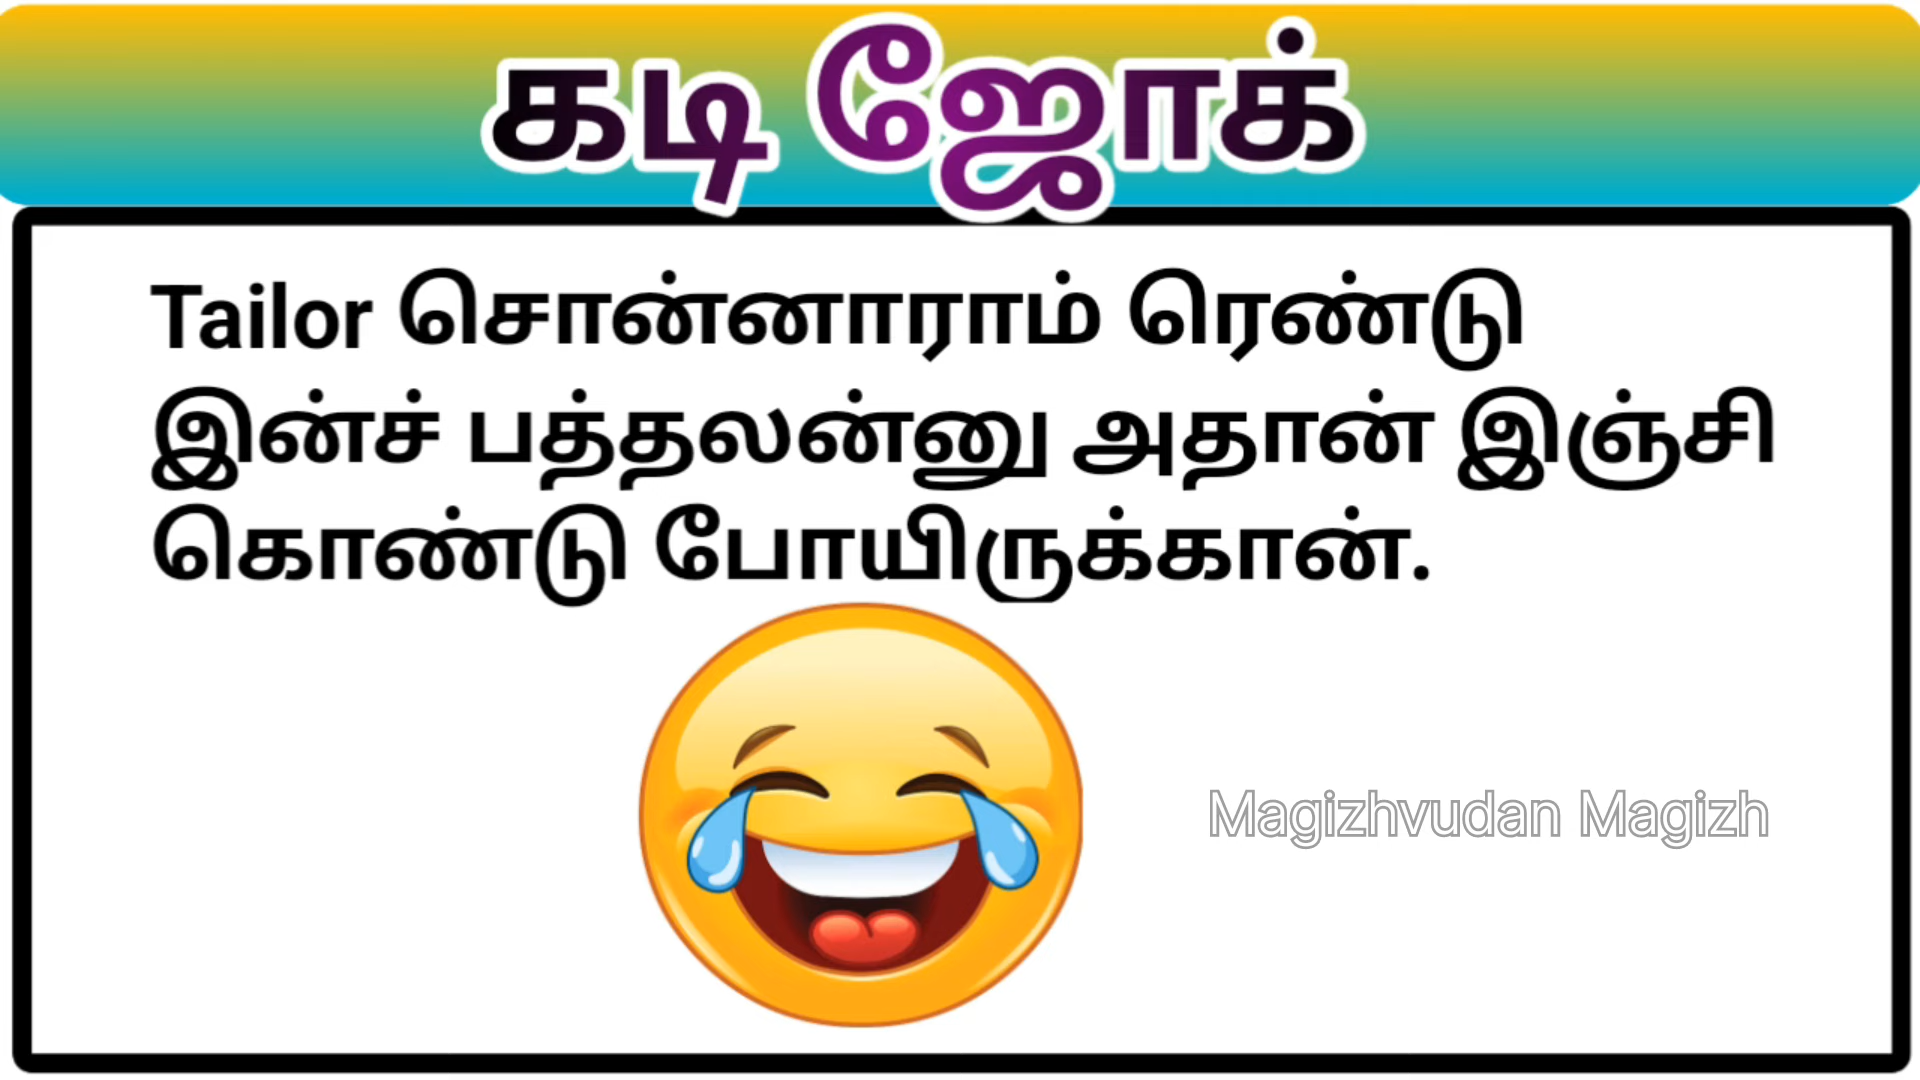 கடி ஜோக்
Tailor சொன்னாராம் ரெண்டு
இன்ச் பத்தலன்னு அதான் இஞ்சி
கொண்டு போயிருக்கான்.
Magizhvudan Magizh